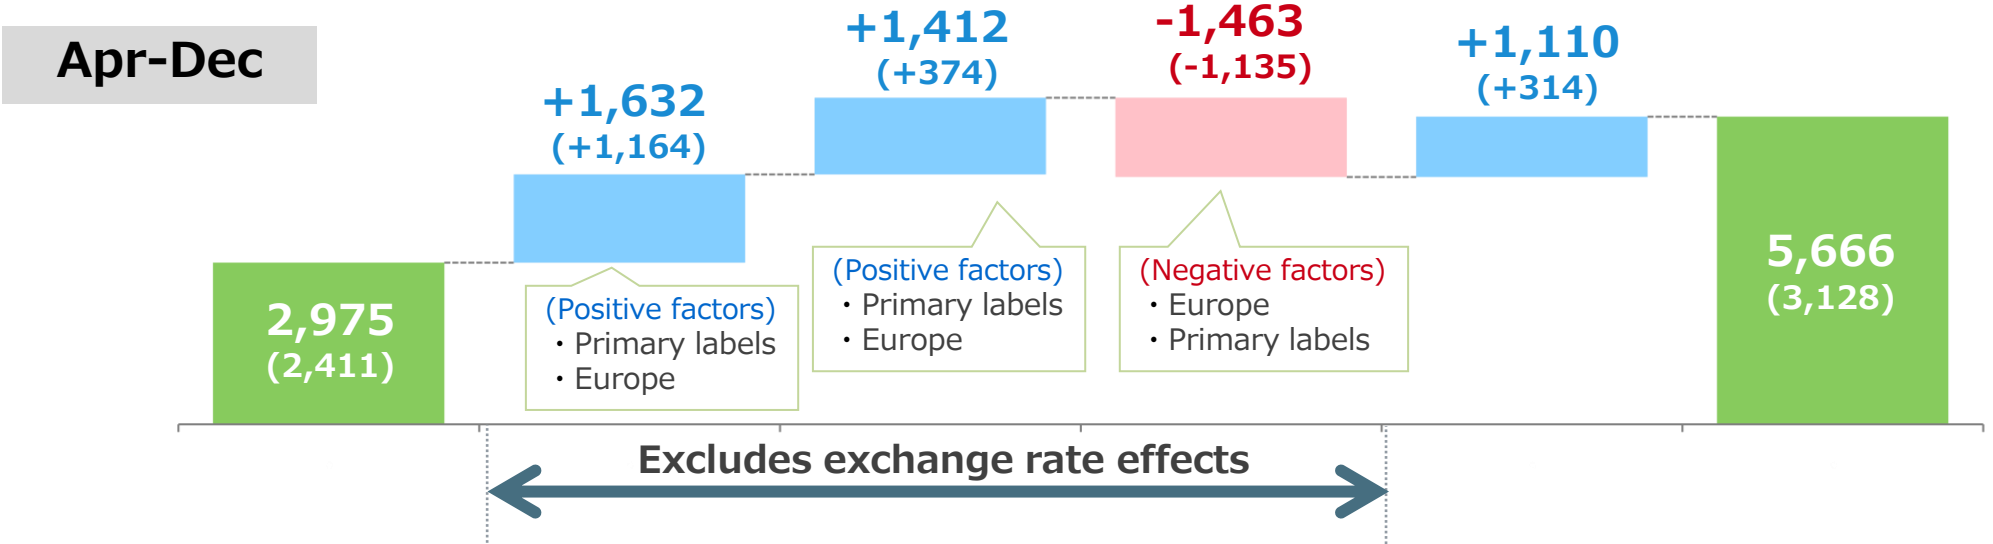 Apr-Dec
2,975
(2,411)
+1,632
(+1,164)
(Positive factors)
・Primary labels
・Europe
+1,412
(+374)
(Positive factors)
・Primary labels
・Europe
-1,463
(-1,135)
(Negative factors)
・Europe
・Primary labels
+1,110
(+314)
5,666
(3,128)
Excludes exchange rate effects